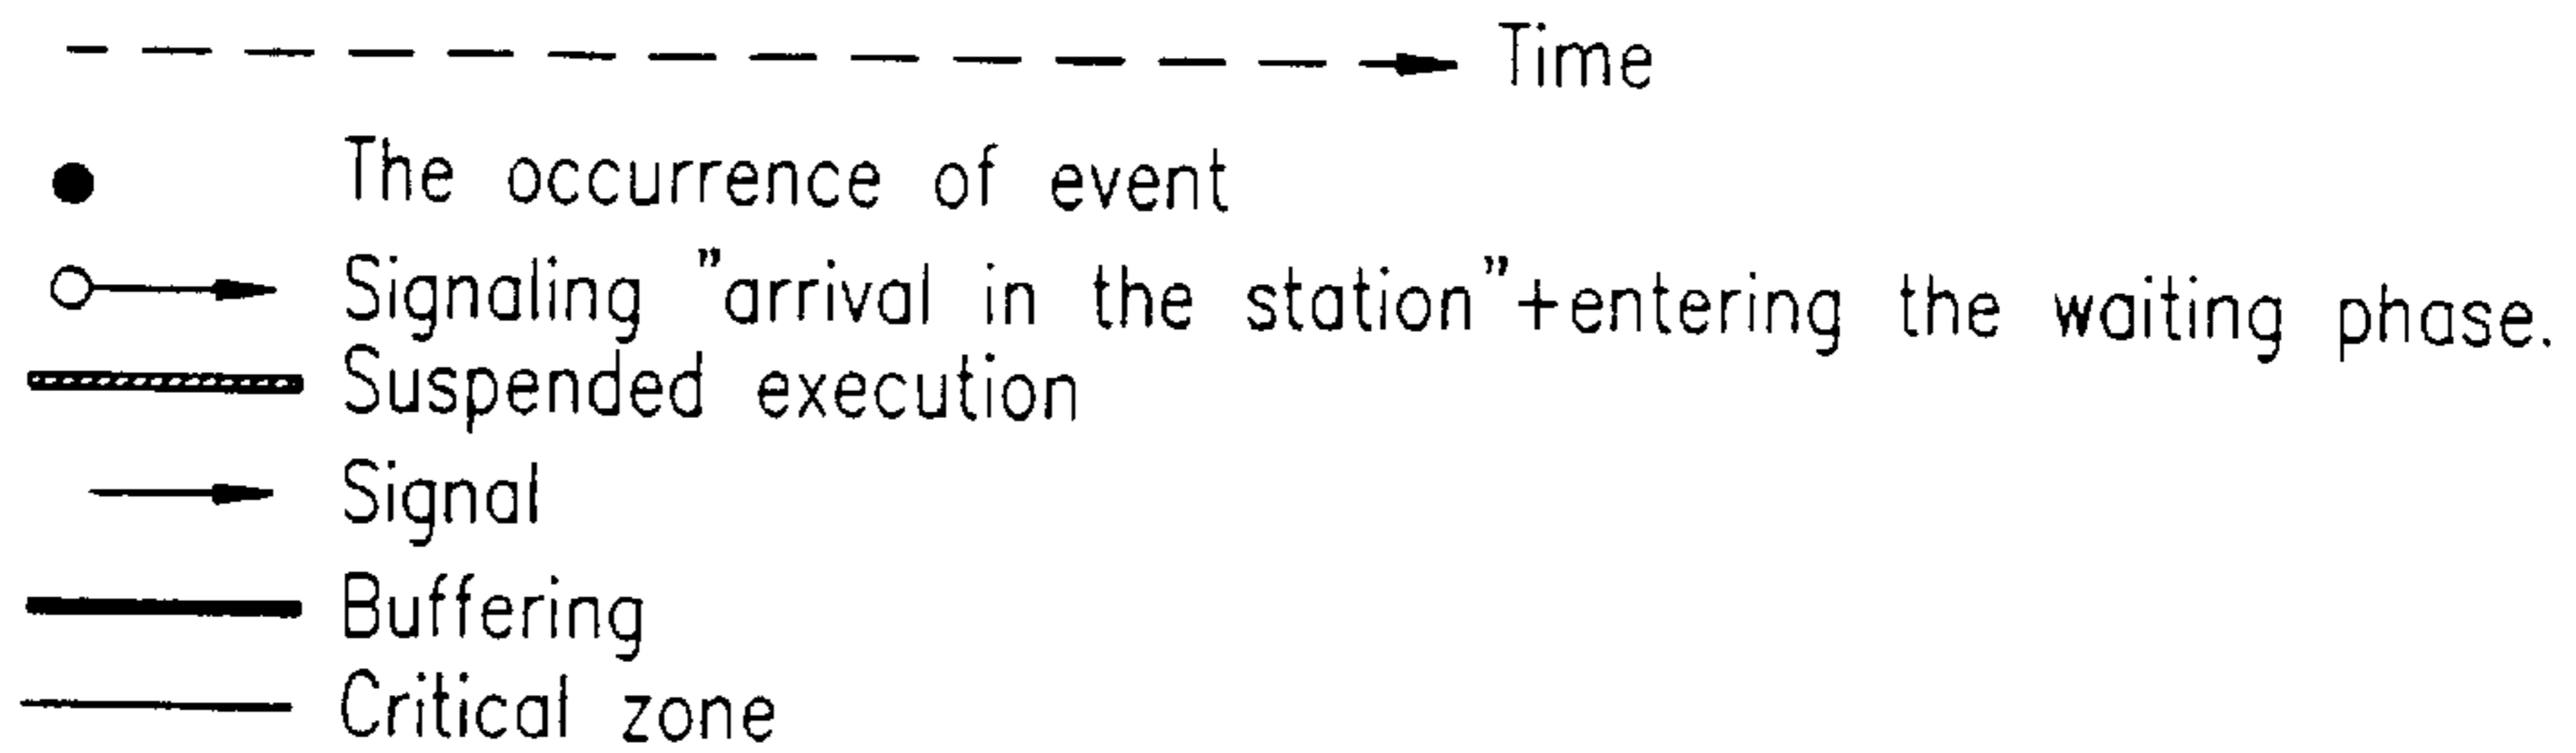 Time
The occurrence of event
Signaling "arrival in the station"+entering the waiting phase.
Suspended execution
Signal
Buffering
Critical zone